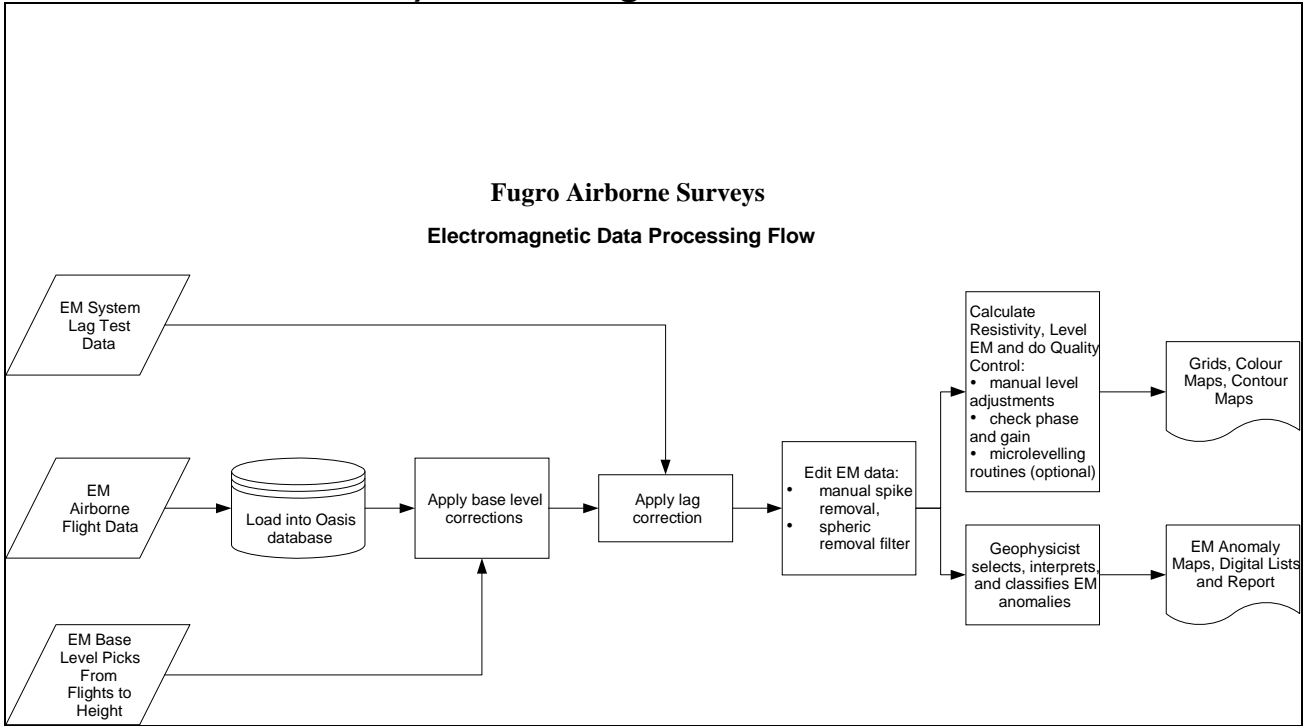 Fugro Airborne Surveys
Electromagnetic Data Processing Flow
EM System
Lag Test
Data
EM
Airborne
Flight Data
Load into Oasis
database
Apply base level
corrections
EM Base
Level Picks
From
Flights to
Height
Apply lag
correction
Edit EM data:
• manual spike
removal,
• spheric
removal filter
Calculate
Resistivity, Level
EM and do Quality
Control:
• manual level
adjustments
• check phase
and gain
• microlevelling
routines (optional)
Grids, Colour
Maps, Contour
Maps
Geophysicist
selects, interprets,
and classifies EM
anomalies
EM Anomaly
Maps, Digital Lists
and Report